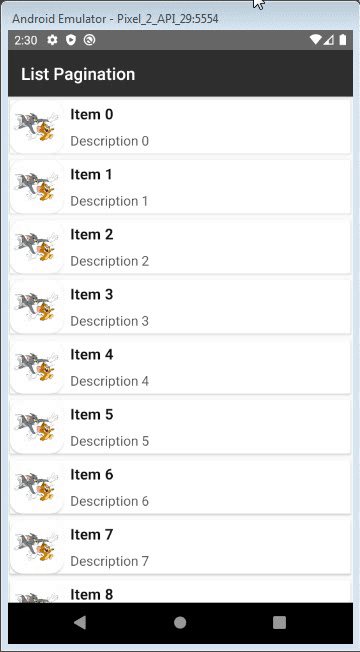 Android Emulator - Pixel_2_API_29:5554
2:30
List Pagination
Item 0
Description 0
Item 1
Description 1
Item 2
Description 2
Item 3
Description 3
Item 4
Description 4
Item 5
Description 5
Item 6
Description 6
Item 7
Description 7
Item 8